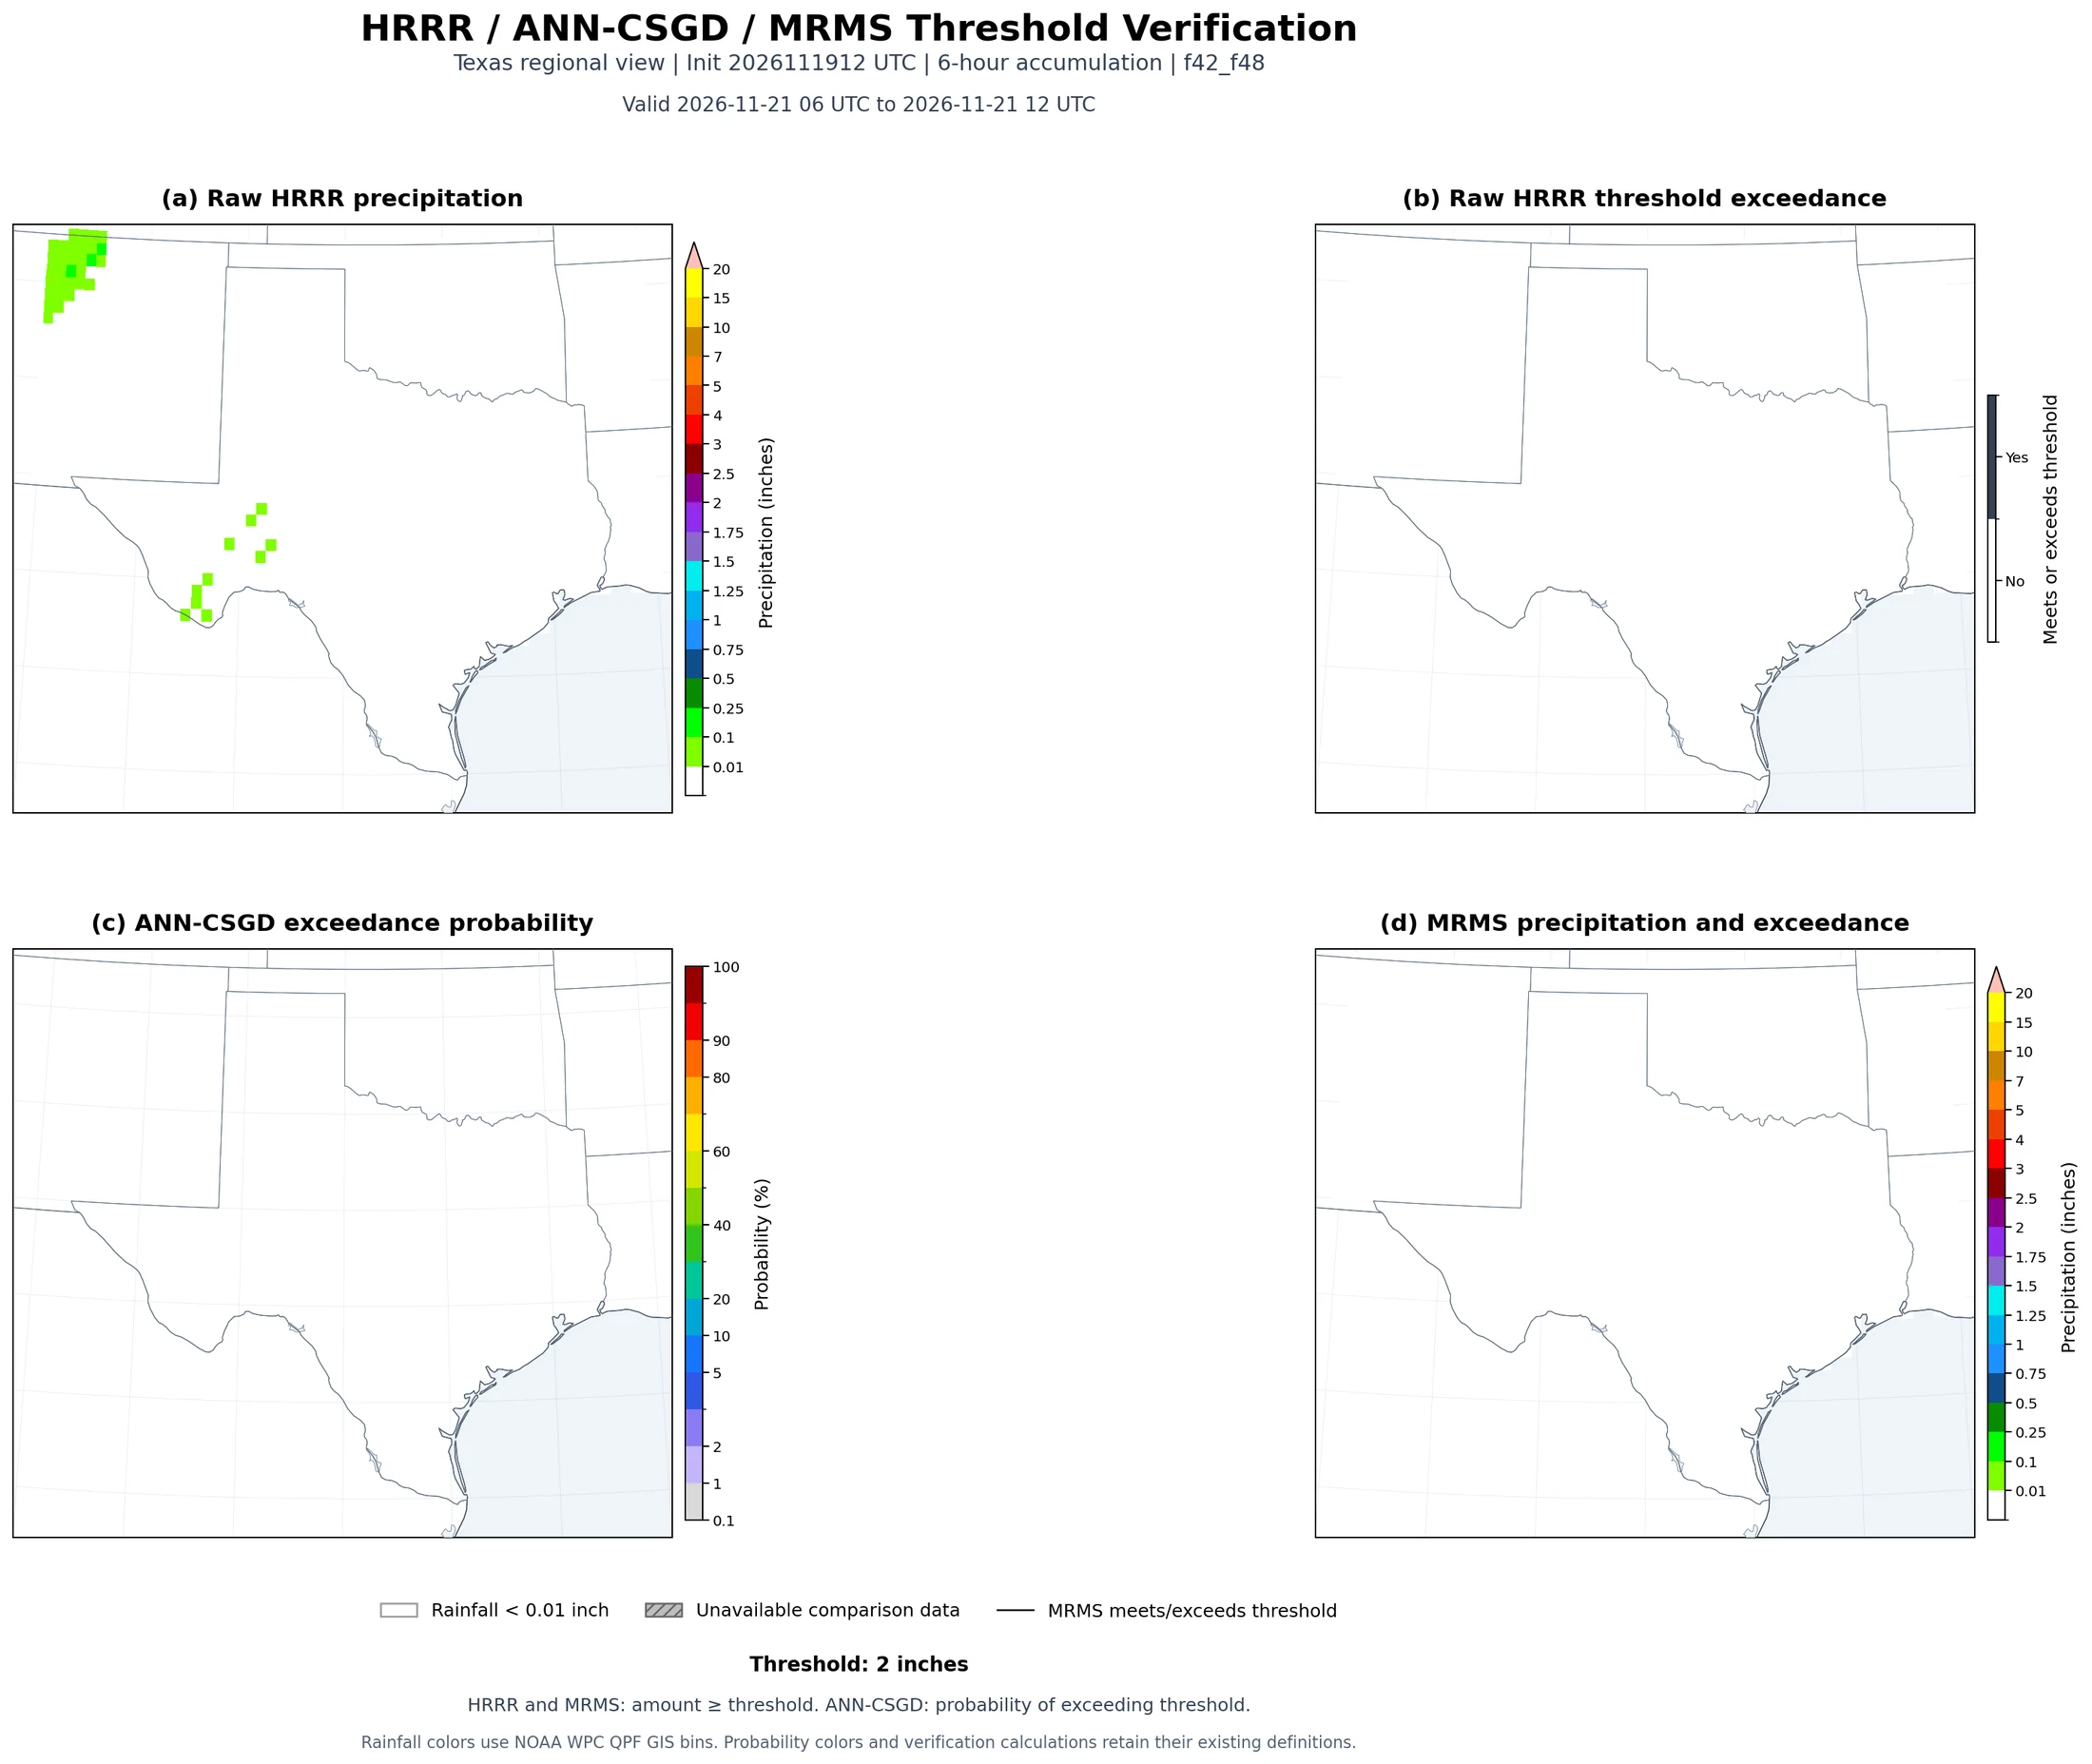 HRRR / ANN-CSGD / MRMS Threshold Verification
Texas regional view | Init 2026111912 UTC | 6-hour accumulation | f42_f48
Valid 2026-11-21 06 UTC to 2026-11-21 12 UTC
(a) Raw HRRR precipitation
20
15
10
7
5
4
3
2.5
2
1.75
1.5
1.25
1
0.75
0.5
0.25
0.1
0.01
Precipitation (inches)
(b) Raw HRRR threshold exceedance
Yes
No
Meets or exceeds threshold
(c) ANN-CSGD exceedance probability
100
90
80
60
40
20
10
5
2
1
0.1
Probability (%)
(d) MRMS precipitation and exceedance
20
15
10
7
5
4
3
2.5
2
1.75
1.5
1.25
1
0.75
0.5
0.25
0.1
0.01
Precipitation (inches)
Rainfall < 0.01 inch
Unavailable comparison data
MRMS meets/exceeds threshold
Threshold: 2 inches
HRRR and MRMS: amount ≥ threshold. ANN-CSGD: probability of exceeding threshold.
Rainfall colors use NOAA WPC QPF GIS bins. Probability colors and verification calculations retain their existing definitions.